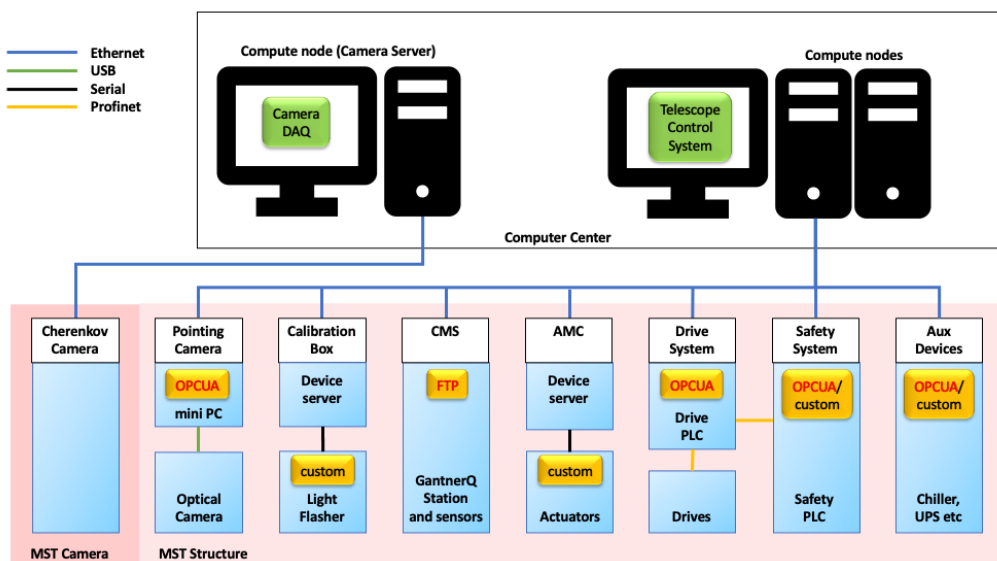 Ethernet
USB
Serial
Profinet
Compute node (Camera Server)
Camera
DAQ
Compute nodes
Telescope
Control
System
Computer Center
Cherenkov
Camera
Pointing
Camera
OPCUA
mini PC
Optical
Camera
Calibration
Box
Device
server
custom
Light
Flasher
CMS
FTP
GantnerQ
Station
and sensors
AMC
Device
server
custom
Actuators
Drive
System
OPCUA
Drive
PLC
Drives
Safety
System
OPCUA/
custom
Safety
PLC
Aux
Devices
OPCUA/
custom
Chiller,
UPS etc
MST Camera
MST Structure